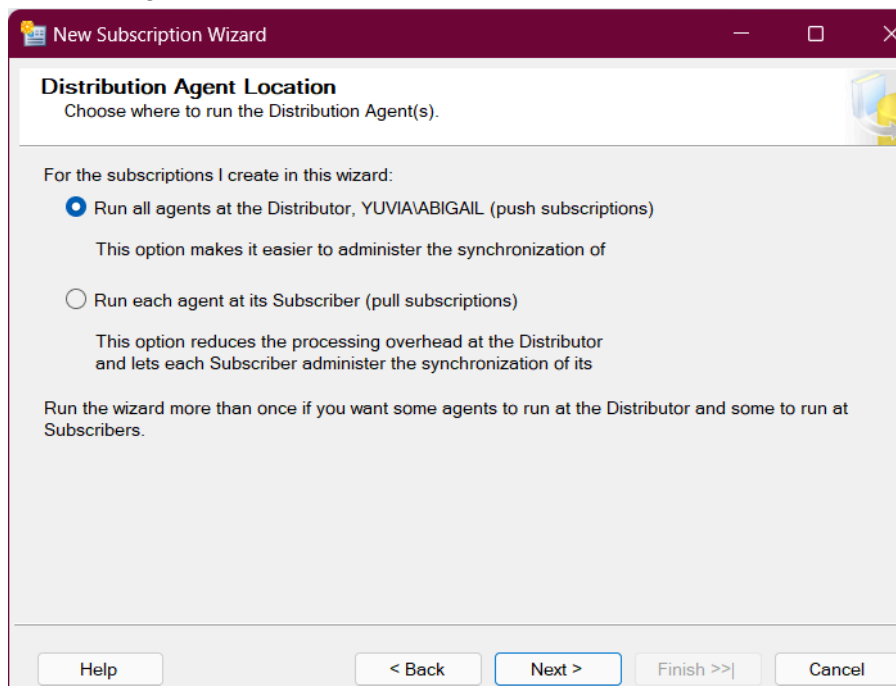 New Subscription Wizard
Distribution Agent Location
Choose where to run the Distribution Agent(s).
For the subscriptions I create in this wizard:
Run all agents at the Distributor, YUVIA\ABIGAIL (push subscriptions)
This option makes it easier to administer the synchronization of
Run each agent at its Subscriber (pull subscriptions)
This option reduces the processing overhead at the Distributor
and lets each Subscriber administer the synchronization of its
Run the wizard more than once if you want some agents to run at the Distributor and some to run at
Subscribers.
Help < Back Next > Finish >>| Cancel